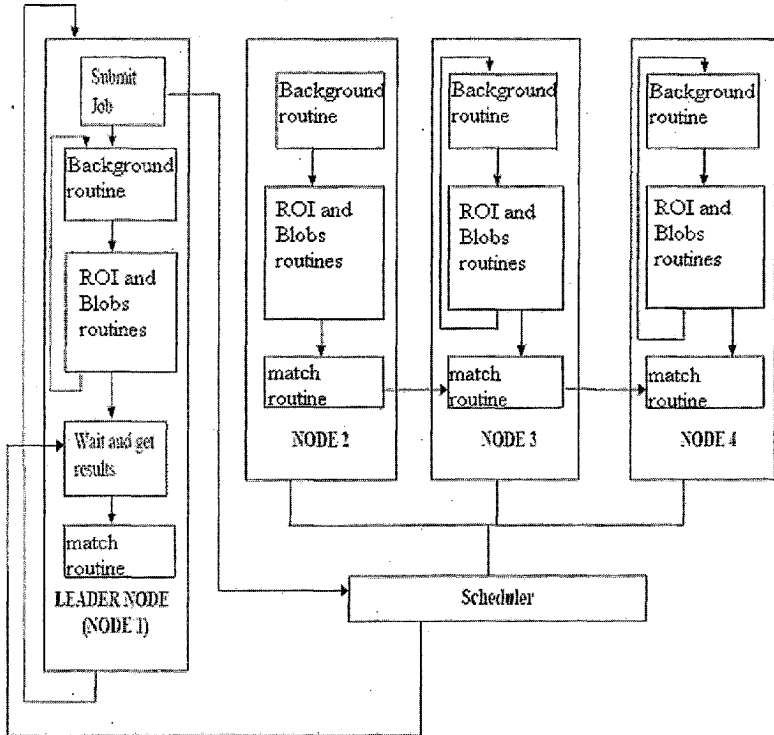 Submit
Job
Background
routine
ROI and
Blobs
routines
Wait and get
results
match
routine
LEADER NODE
(NODE 1)
Background
routine
ROI and
Blobs
routines
match
routine
NODE 2
Background
routine
ROI and
Blobs
routines
match
routine
NODE 3
Background
routine
ROI and
Blobs
routines
match
routine
NODE 4
Scheduler